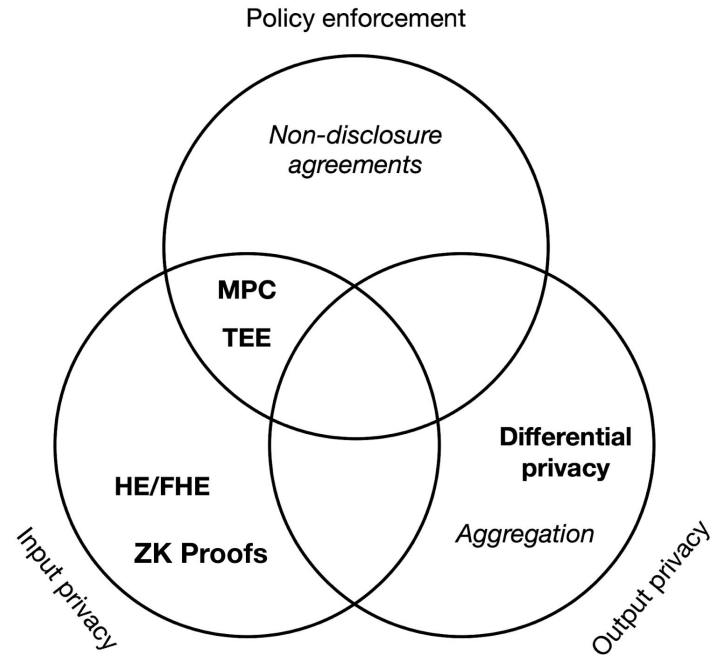 Policy enforcement
Non-disclosure
agreements
MPC
TEE
HE/FHE
ZK Proofs
Differential
privacy
Aggregation
Input privacy
Output privacy